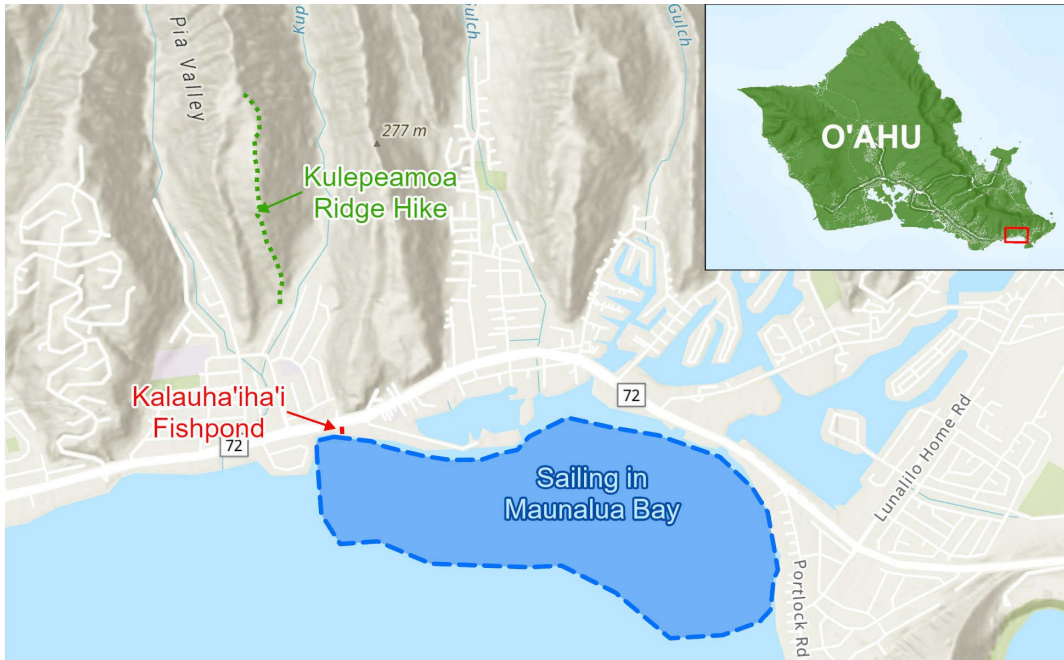 Pia Valley
Kup
Gulch
Gulch
277 m
Kulepeamoa
Ridge Hike
O'AHU
Kalauha'iha'i
Fishpond
72
72
Sailing in
Maunalua Bay
Lunalilo Home Rd
Portlock Rd